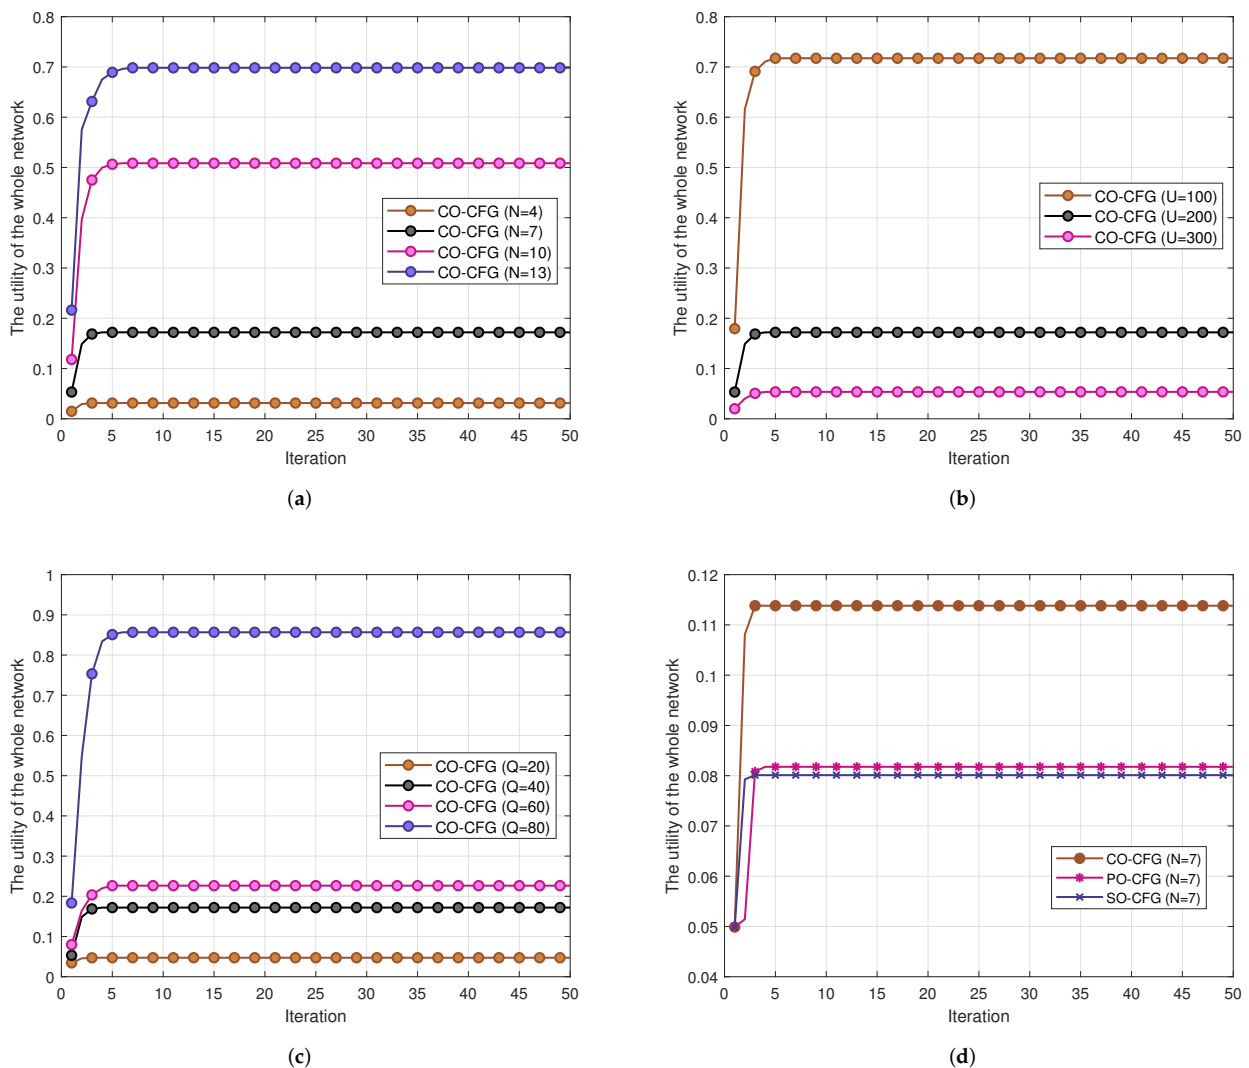 The utility of the whole network
0.8
0.7
0.6
0.5
0.4
0.3
0.2
0.1
0
CO-CFG (N=4)
CO-CFG (N=7)
CO-CFG (N=10)
CO-CFG (N=13)
0 5 10 15 20 25 30 35 40 45 50
Iteration
(a)
The utility of the whole network
0.8
0.7
0.6
0.5
0.4
0.3
0.2
0.1
0
CO-CFG (U=100)
CO-CFG (U=200)
CO-CFG (U=300)
0 5 10 15 20 25 30 35 40 45 50
Iteration
(b)
The utility of the whole network
1
0.9
0.8
0.7
0.6
0.5
0.4
0.3
0.2
0.1
0
CO-CFG (Q=20)
CO-CFG (Q=40)
CO-CFG (Q=60)
CO-CFG (Q=80)
0 5 10 15 20 25 30 35 40 45 50
Iteration
(c)
The utility of the whole network
0.12
0.11
0.1
0.09
0.08
0.07
0.06
0.05
0.04
CO-CFG (N=7)
PO-CFG (N=7)
SO-CFG (N=7)
0 5 10 15 20 25 30 35 40 45 50
Iteration
(d)